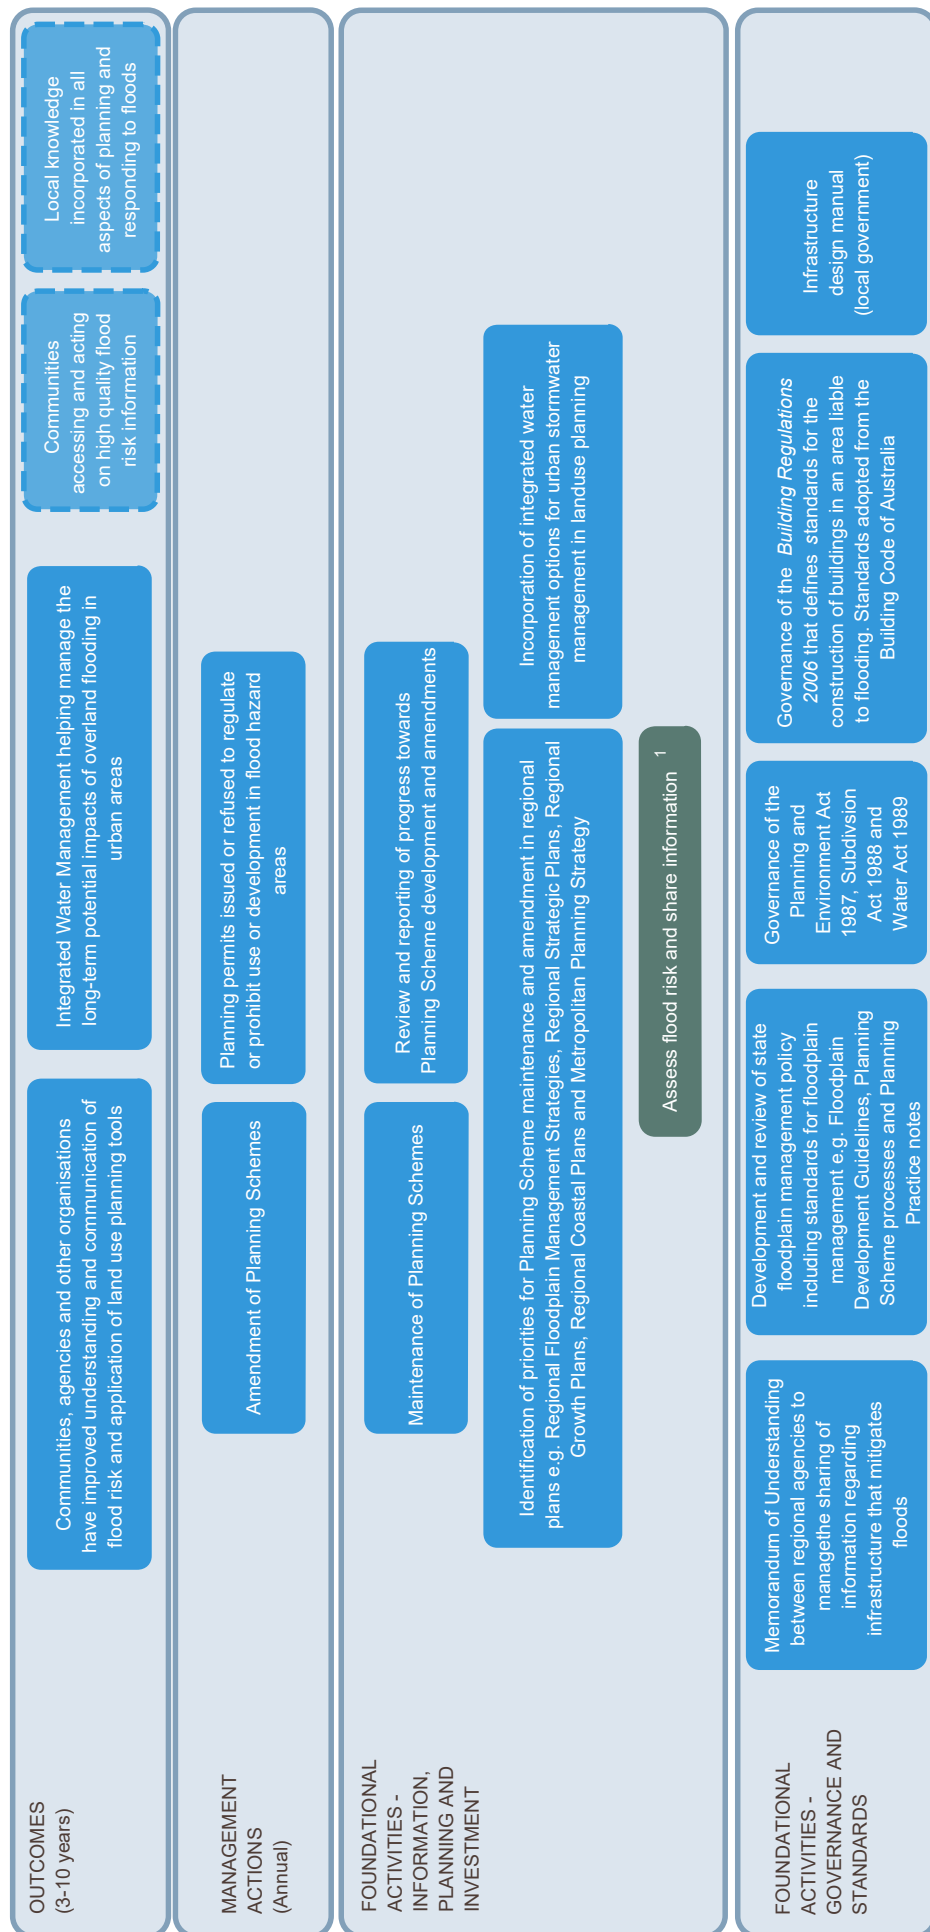 OUTCOMES
(3-10 years)
Communities, agencies and other organisations
have improved understanding and communication of
flood risk and application of land use planning tools
Integrated Water Management helping manage the
long-term potential impacts of overland flooding in
urban areas
Communities
accessing and acting
on high quality flood
risk information
Local knowledge
incorporated in all
aspects of planning and
responding to floods
MANAGEMENT
ACTIONS
(Annual)
Amendment of Planning Schemes
Planning permits issued or refused to regulate
or prohibit use or development in flood hazard
areas
FOUNDATIONAL
ACTIVITIES -
INFORMATION,
PLANNING AND
INVESTMENT
Maintenance of Planning Schemes
Review and reporting of progress towards
Planning Scheme development and amendments
Identification of priorities for Planning Scheme maintenance and amendment in regional
plans e.g. Regional Floodplain Management Strategies, Regional Strategic Plans, Regional
Growth Plans, Regional Coastal Plans and Metropolitan Planning Strategy
Incorporation of integrated water
management options for urban stormwater
management in landuse planning
Assess flood risk and share information 1
FOUNDATIONAL
ACTIVITIES -
GOVERNANCE AND
STANDARDS
Memorandum of Understanding
between regional agencies to
managethe sharing of
information regarding
infrastructure that mitigates
floods
Development and review of state
floodplain management policy
including standards for floodplain
management e.g. Floodplain
Development Guidelines, Planning
Scheme processes and Planning
Practice notes
Governance of the
Planning and
Environment Act
1987, Subdivsion
Act 1988 and
Water Act 1989
Governance of the Building Regulations
2006 that defines standards for the
construction of buildings in an area liable
to flooding. Standards adopted from the
Building Code of Australia
Infrastructure
design manual
(local government)